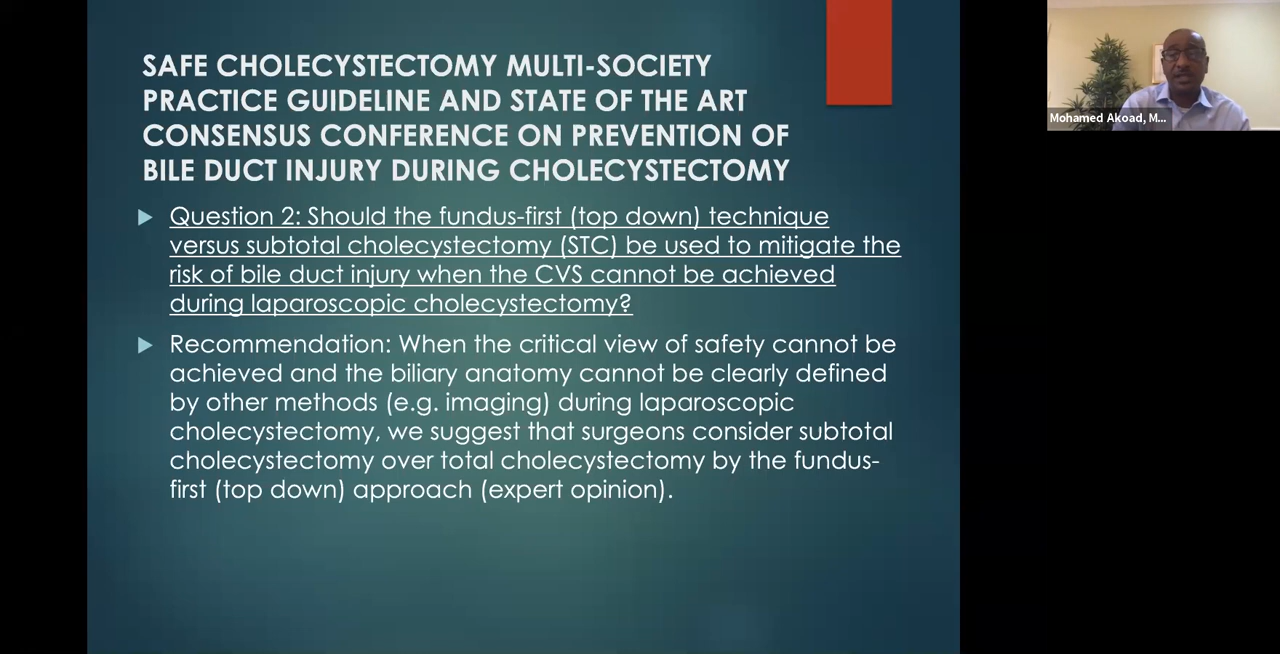 SAFE CHOLECYSTECTOMY MULTI-SOCIETY
PRACTICE GUIDELINE AND STATE OF THE ART
CONSENSUS CONFERENCE ON PREVENTION OF
BILE DUCT INJURY DURING CHOLECYSTECTOMY
Question 2: Should the fundus-first (top down) technique
versus subtotal cholecystectomy (STC) be used to mitigate the
risk of bile duct injury when the CVS cannot be achieved
during laparoscopic cholecystectomy?
Recommendation: When the critical view of safety cannot be
achieved and the biliary anatomy cannot be clearly defined
by other methods (e.g. imaging) during laparoscopic
cholecystectomy, we suggest that surgeons consider subtotal
cholecystectomy over total cholecystectomy by the fundus-
first (top down) approach (expert opinion).
Mohamed Akoad, M...